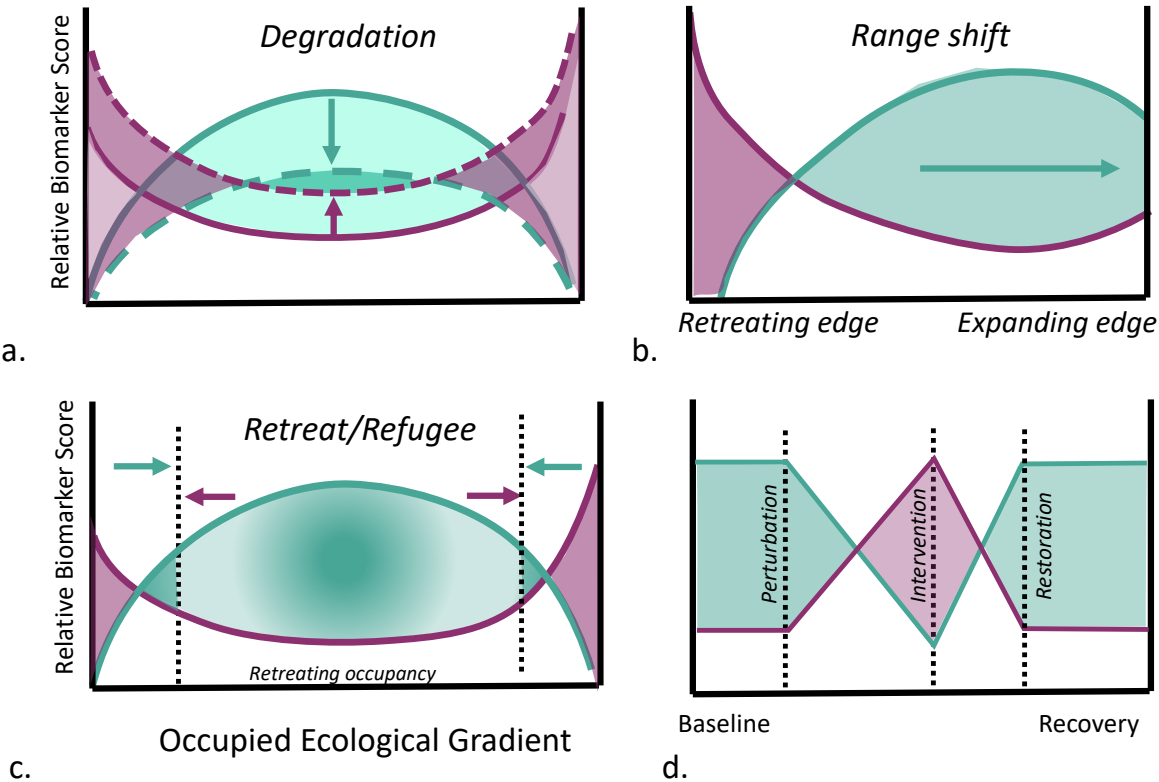 Relative Biomarker Score
Degradation
a.
Range shift
Retreating edge
Expanding edge
b.
Relative Biomarker Score
Retreat/Refugee
Retreating occupancy
Occupied Ecological Gradient
c.
Perturbation
Intervention
Restoration
Baseline
Recovery
d.